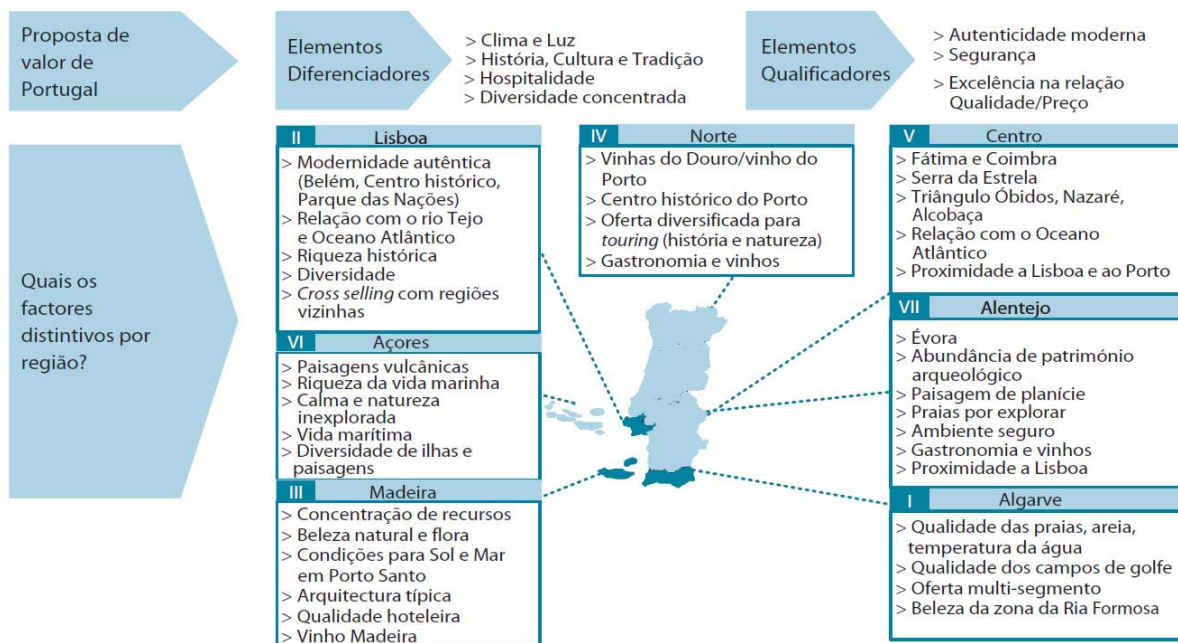 Proposta de
valor de
Portugal
Elementos
Diferenciadores
> Clima e Luz
> História, Cultura e Tradição
> Hospitalidade
> Diversidade concentrada
Elementos
Qualificadores
> Autenticidade moderna
> Segurança
> Excelência na relação
Qualidade/Preço
Quais os
factores
distintivos por
região?
II Lisboa
> Modernidade autêntica
(Belém, Centro histórico,
Parque das Nações)
> Relação com o rio Tejo
e Oceano Atlântico
> Riqueza histórica
> Diversidade
> Cross selling com regiões
vizinhas
IV Norte
> Vinhas do Douro/vinho do
Porto
> Centro histórico do Porto
> Oferta diversificada para
touring (história e natureza)
> Gastronomia e vinhos
V Centro
> Fátima e Coimbra
> Serra da Estrela
> Triângulo Óbidos, Nazaré,
Alcobaça
> Relação com o Oceano
Atlântico
> Proximidade a Lisboa e ao Porto
VI Açores
> Paisagens vulcânicas
> Riqueza da vida marinha
> Calma e natureza
inexplorada
> Vida marítima
> Diversidade de ilhas e
paisagens
VII Alentejo
> Évora
> Abundância de património
arqueológico
> Paisagem de planície
> Praias por explorar
> Ambiente seguro
> Gastronomia e vinhos
> Proximidade a Lisboa
III Madeira
> Concentração de recursos
> Beleza natural e flora
> Condições para Sol e Mar
em Porto Santo
> Arquitectura típica
> Qualidade hoteleira
> Vinho Madeira
I Algarve
> Qualidade das praias, areia,
temperatura da água
> Qualidade dos campos de golfe
> Oferta multi-segmento
> Beleza da zona da Ria Formosa